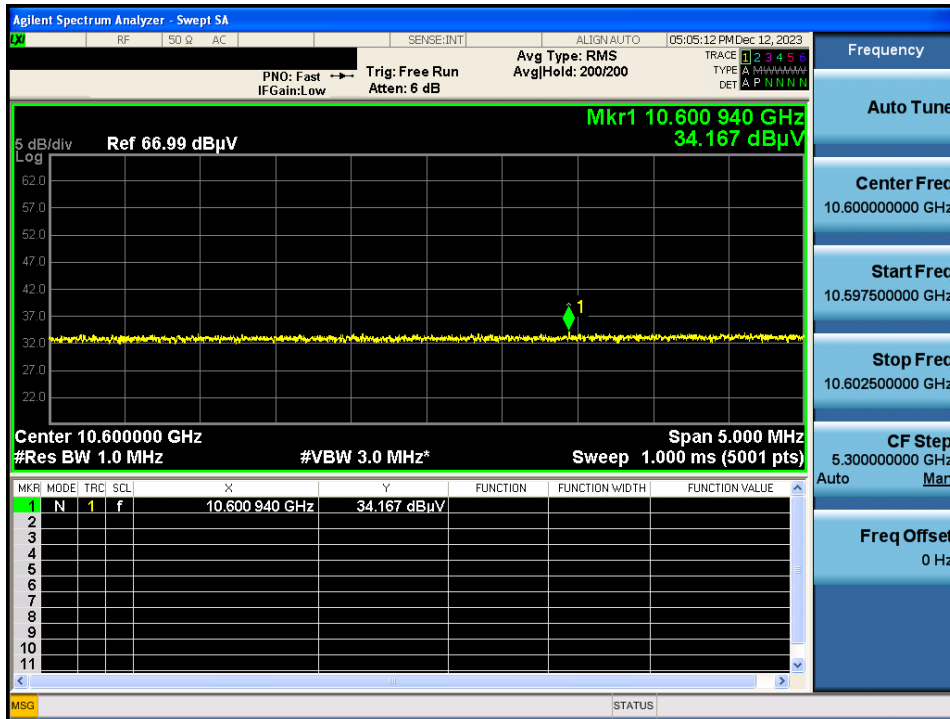 Agilent Spectrum Analyzer - Swept SA
LXI RF 50 Ω AC SENSE:INT ALIGN AUTO 05:05:12 PM Dec 12, 2023
PNO: Fast
IFGain:Low
Trig: Free Run
Atten: 6 dB
Avg Type: RMS
Avg|Hold: 200/200
TRACE 1 2 3 4 5 6
TYPE A M
DET A P N N N N
Mkr1 10.600 940 GHz
34.167 dBµV
5 dB/div Ref 66.99 dBµV
Log
62.0
57.0
52.0
47.0
42.0
37.0
32.0
27.0
22.0
1
Center 10.600000 GHz Span 5.000 MHz
#Res BW 1.0 MHz #VBW 3.0 MHz* Sweep 1.000 ms (5001 pts)
MKR MODE TRC SCL X Y FUNCTION FUNCTION WIDTH FUNCTION VALUE
1 N 1 f 10.600 940 GHz 34.167 dBµV
2
3
4
5
6
7
8
9
10
11
MSG STATUS
Frequency
Auto Tune
Center Freq
10.600000000 GHz
Start Freq
10.597500000 GHz
Stop Freq
10.602500000 GHz
CF Step
5.300000000 GHz
Auto Man
Freq Offset
0 Hz